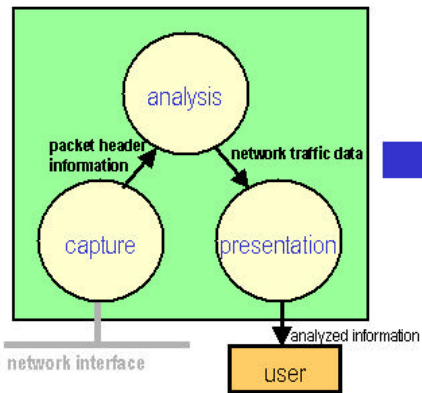 analysis
packet header
information
network traffic data
capture
presentation
analyzed information
network interface
user